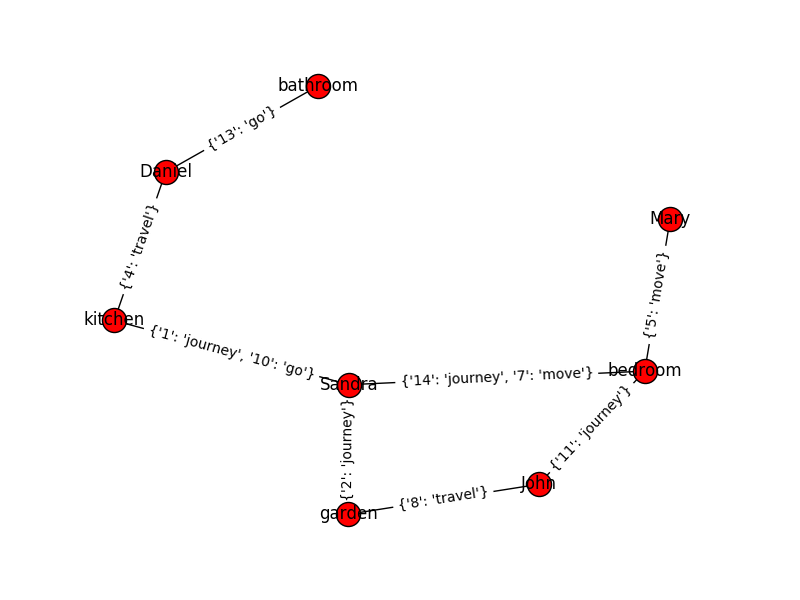 bathroom
{'13': 'go'}
Daniel
{'4': 'travel'}
Mary
{'5': 'move'}
kitchen
{'1': 'journey', '10': 'go'}
Sandra
{'14': 'journey', '7': 'move'}
bedroom
{'2': 'journey'}
{'11': 'journey'}
garden
{'8': 'travel'}
John